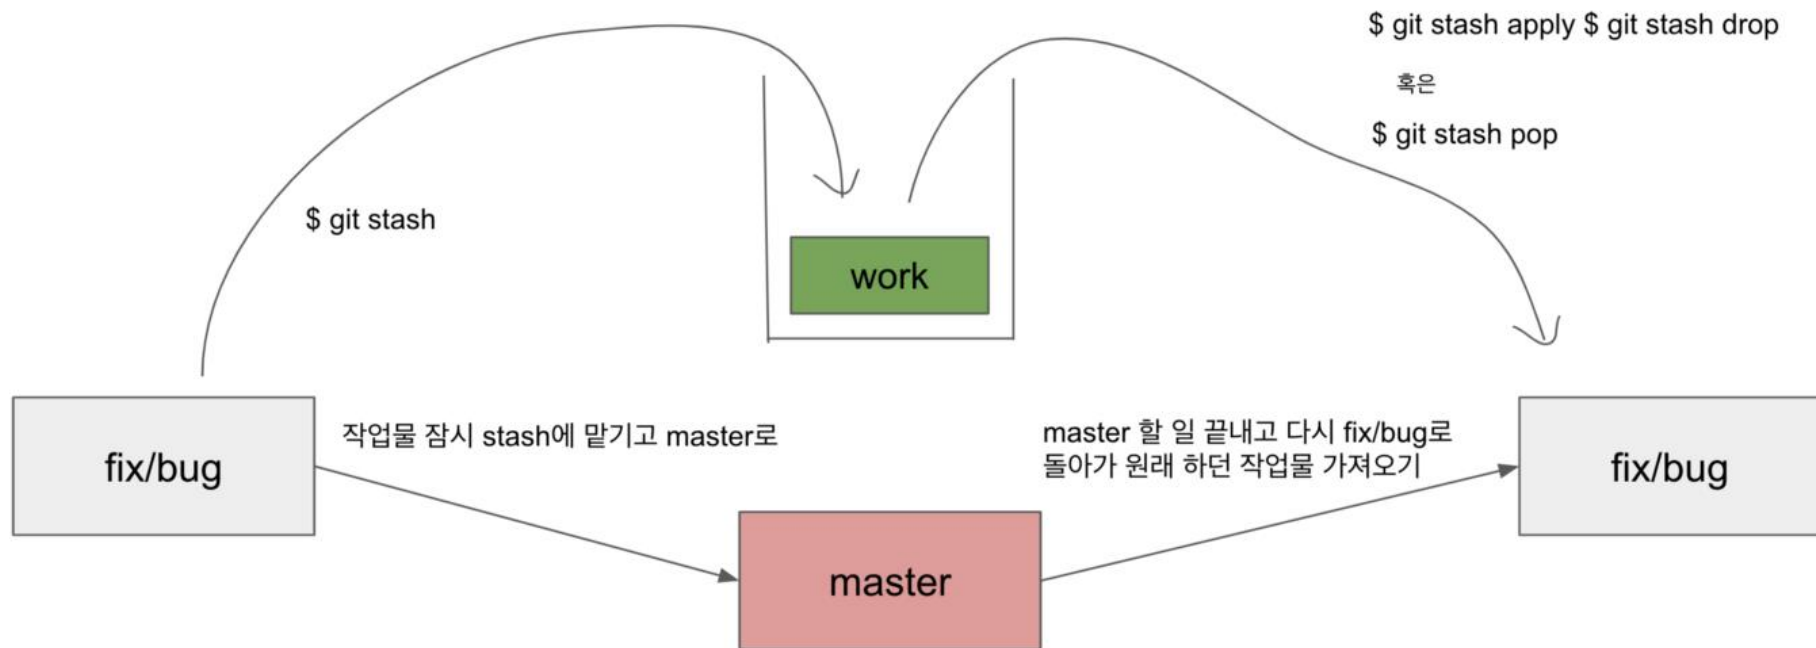 $ git stash apply $ git stash drop
혹은
$ git stash pop
$ git stash
work
fix/bug
작업물 잠시 stash에 맡기고 master로
master 할 일 끝내고 다시 fix/bug로
돌아가 원래 하던 작업물 가져오기
fix/bug
master